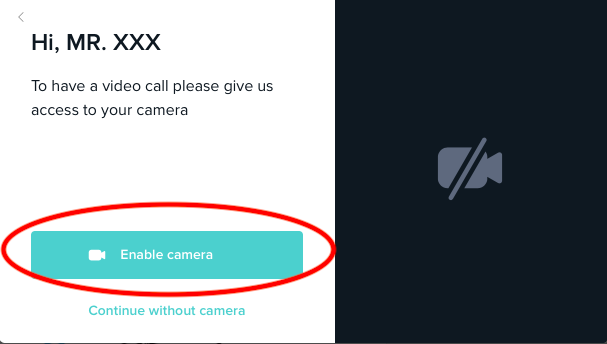 Hi, MR. XXX
To have a video call please give us
access to your camera
Enable camera
Continue without camera